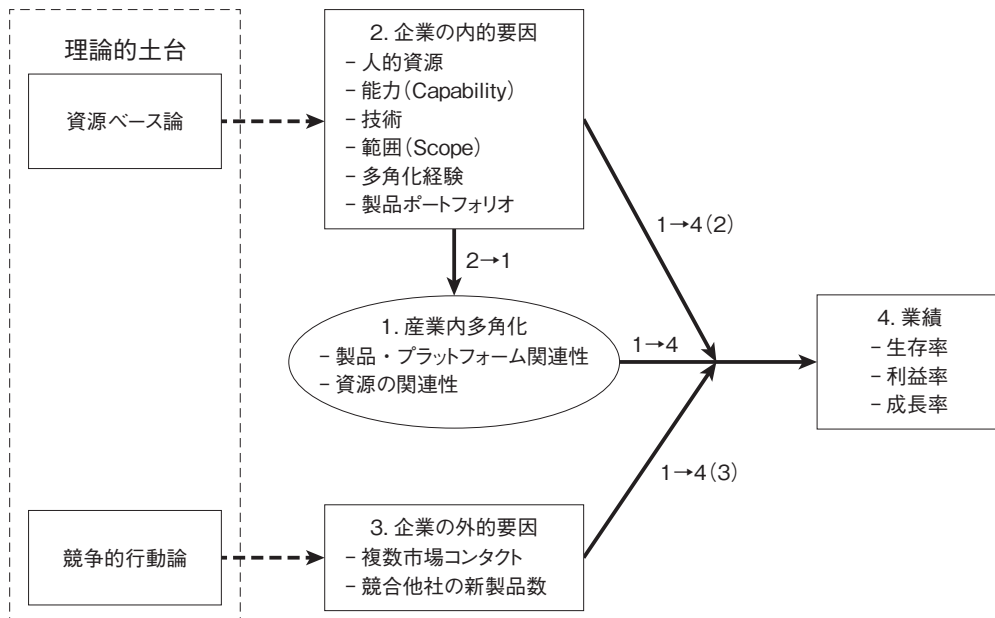 理論的土台
資源ベース論
2. 企業の内的要因
− 人的資源
− 能力（Capability）
− 技術
− 範囲（Scope）
− 多角化経験
− 製品ポートフォリオ
1→4（2）
2→1
1. 産業内多角化
− 製品・プラットフォーム関連性
− 資源の関連性
1→4
4. 業績
− 生存率
− 利益率
− 成長率
1→4（3）
競争的行動論
3. 企業の外的要因
− 複数市場コンタクト
− 競合他社の新製品数